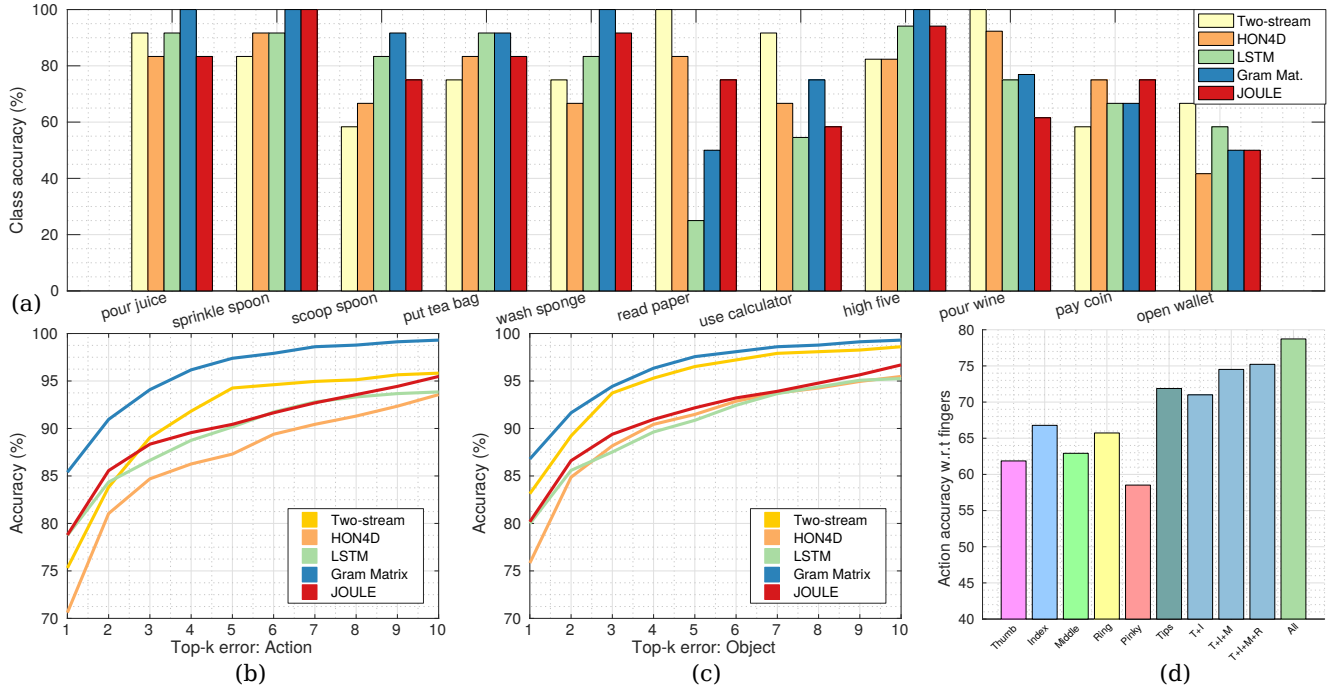 100
80
60
40
20
0
Class accuracy (%)
Two-stream
HON4D
LSTM
Gram Mat.
JOULE
(a)
pour juice
sprinkle spoon
scoop spoon
put tea bag
wash sponge
read paper
use calculator
high five
pour wine
pay coin
open wallet
100
95
90
85
80
75
70
Accuracy (%)
Two-stream
HON4D
LSTM
Gram Matrix
JOULE
1 2 3 4 5 6 7 8 9 10
Top-k error: Action
(b)
100
95
90
85
80
75
70
Accuracy (%)
Two-stream
HON4D
LSTM
Gram Matrix
JOULE
1 2 3 4 5 6 7 8 9 10
Top-k error: Object
(c)
80
75
70
65
60
55
50
45
40
Action accuracy w.r.t fingers
Thumb
Index
Middle
Ring
Pinky
Tips
T+I
T+I+M
T+I+M+R
All
(d)